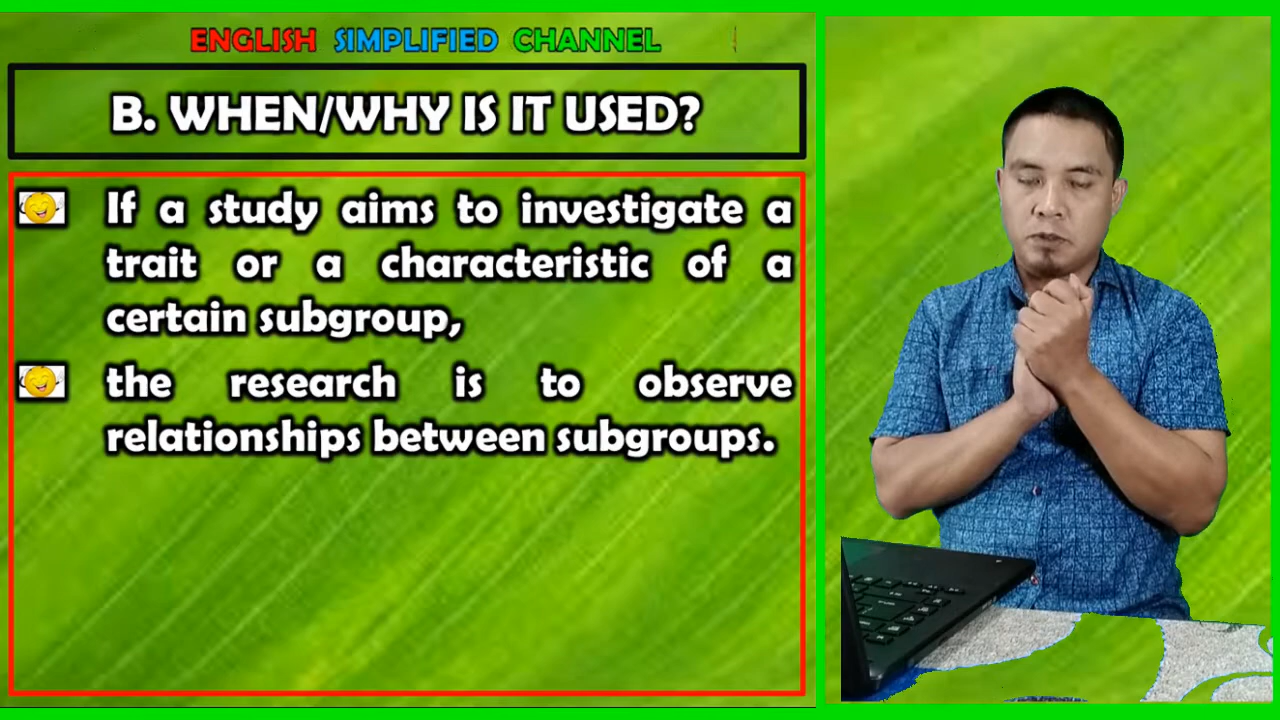 ENGLISH SIMPLIFIED CHANNEL
B. WHEN/WHY IS IT USED?
If a study aims to investigate a
trait or a characteristic of a
certain subgroup,
the research is to observe
relationships between subgroups.